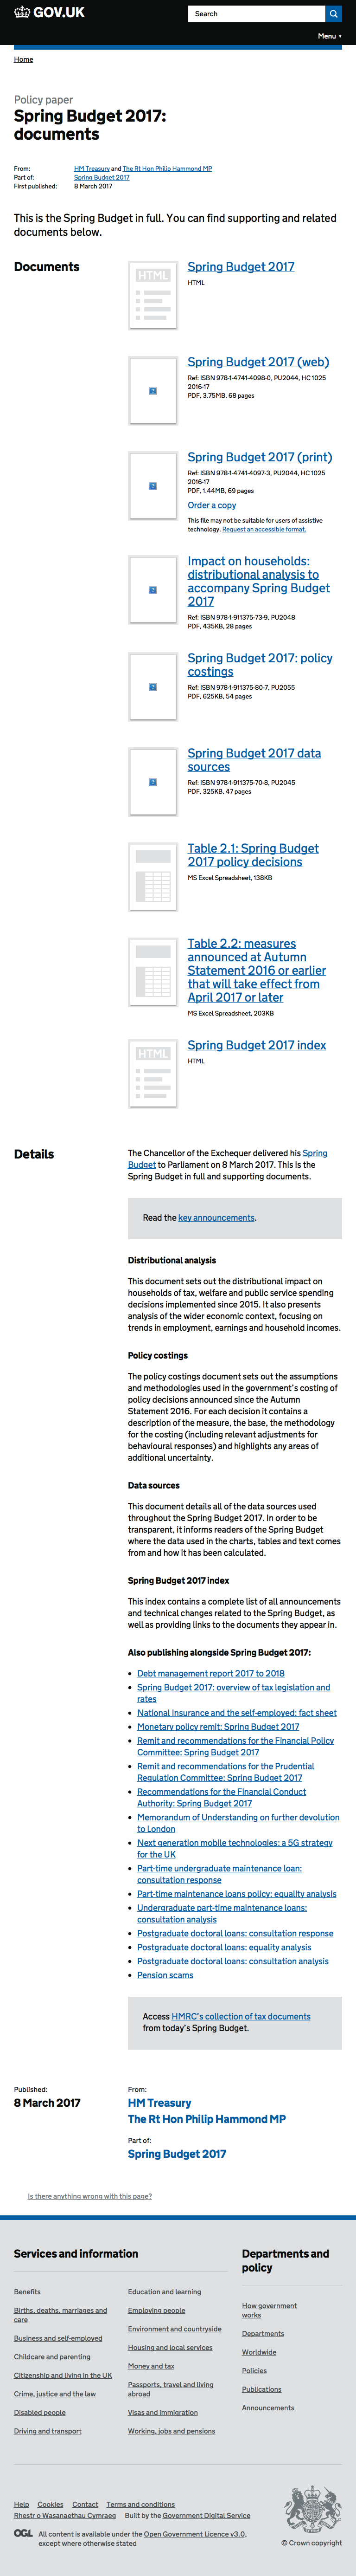 GOV.UK
Search
Menu ▾
Home
Policy paper
Spring Budget 2017:
documents
From: HM Treasury and The Rt Hon Philip Hammond MP
Part of: Spring Budget 2017
First published: 8 March 2017
This is the Spring Budget in full. You can find supporting and related
documents below.
Documents
HTML
Spring Budget 2017
HTML
Spring Budget 2017 (web)
Ref: ISBN 978-1-4741-4098-0, PU2044, HC 1025
2016-17
PDF, 3.75MB, 68 pages
Spring Budget 2017 (print)
Ref: ISBN 978-1-4741-4097-3, PU2044, HC 1025
2016-17
PDF, 1.44MB, 69 pages
Order a copy
This file may not be suitable for users of assistive
technology. Request an accessible format.
Impact on households:
distributional analysis to
accompany Spring Budget
2017
Ref: ISBN 978-1-911375-73-9, PU2048
PDF, 435KB, 28 pages
Spring Budget 2017: policy
costings
Ref: ISBN 978-1-911375-80-7, PU2055
PDF, 625KB, 54 pages
Spring Budget 2017 data
sources
Ref: ISBN 978-1-911375-70-8, PU2045
PDF, 325KB, 47 pages
Table 2.1: Spring Budget
2017 policy decisions
MS Excel Spreadsheet, 138KB
Table 2.2: measures
announced at Autumn
Statement 2016 or earlier
that will take effect from
April 2017 or later
MS Excel Spreadsheet, 203KB
HTML
Spring Budget 2017 index
HTML
Details
The Chancellor of the Exchequer delivered his Spring
Budget to Parliament on 8 March 2017. This is the
Spring Budget in full and supporting documents.
Read the key announcements.
Distributional analysis
This document sets out the distributional impact on
households of tax, welfare and public service spending
decisions implemented since 2015. It also presents
analysis of the wider economic context, focusing on
trends in employment, earnings and household incomes.
Policy costings
The policy costings document sets out the assumptions
and methodologies used in the government's costing of
policy decisions announced since the Autumn
Statement 2016. For each decision it contains a
description of the measure, the base, the methodology
for the costing (including relevant adjustments for
behavioural responses) and highlights any areas of
additional uncertainty.
Data sources
This document details all of the data sources used
throughout the Spring Budget 2017. In order to be
transparent, it informs readers of the Spring Budget
where the data used in the charts, tables and text comes
from and how it has been calculated.
Spring Budget 2017 index
This index contains a complete list of all announcements
and technical changes related to the Spring Budget, as
well as providing links to the documents they appear in.
Also publishing alongside Spring Budget 2017:
Debt management report 2017 to 2018
Spring Budget 2017: overview of tax legislation and
rates
National Insurance and the self-employed: fact sheet
Monetary policy remit: Spring Budget 2017
Remit and recommendations for the Financial Policy
Committee: Spring Budget 2017
Remit and recommendations for the Prudential
Regulation Committee: Spring Budget 2017
Recommendations for the Financial Conduct
Authority: Spring Budget 2017
Memorandum of Understanding on further devolution
to London
Next generation mobile technologies: a 5G strategy
for the UK
Part-time undergraduate maintenance loan:
consultation response
Part-time maintenance loans policy: equality analysis
Undergraduate part-time maintenance loans:
consultation analysis
Postgraduate doctoral loans: consultation response
Postgraduate doctoral loans: equality analysis
Postgraduate doctoral loans: consultation analysis
Pension scams
Access HMRC's collection of tax documents
from today's Spring Budget.
Published:
8 March 2017
From:
HM Treasury
The Rt Hon Philip Hammond MP
Part of:
Spring Budget 2017
Is there anything wrong with this page?
Services and information
Benefits
Births, deaths, marriages and
care
Business and self-employed
Childcare and parenting
Citizenship and living in the UK
Crime, justice and the law
Disabled people
Driving and transport
Education and learning
Employing people
Environment and countryside
Housing and local services
Money and tax
Passports, travel and living
abroad
Visas and immigration
Working, jobs and pensions
Departments and
policy
How government
works
Departments
Worldwide
Policies
Publications
Announcements
Help Cookies Contact Terms and conditions
Rhestr o Wasanaethau Cymraeg Built by the Government Digital Service
OGL All content is available under the Open Government Licence v3.0,
except where otherwise stated
© Crown copyright